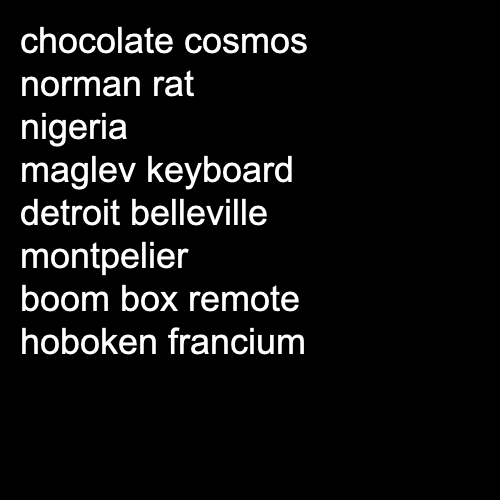 chocolate cosmos
norman rat
nigeria
maglev keyboard
detroit belleville
montpelier
boom box remote
hoboken francium